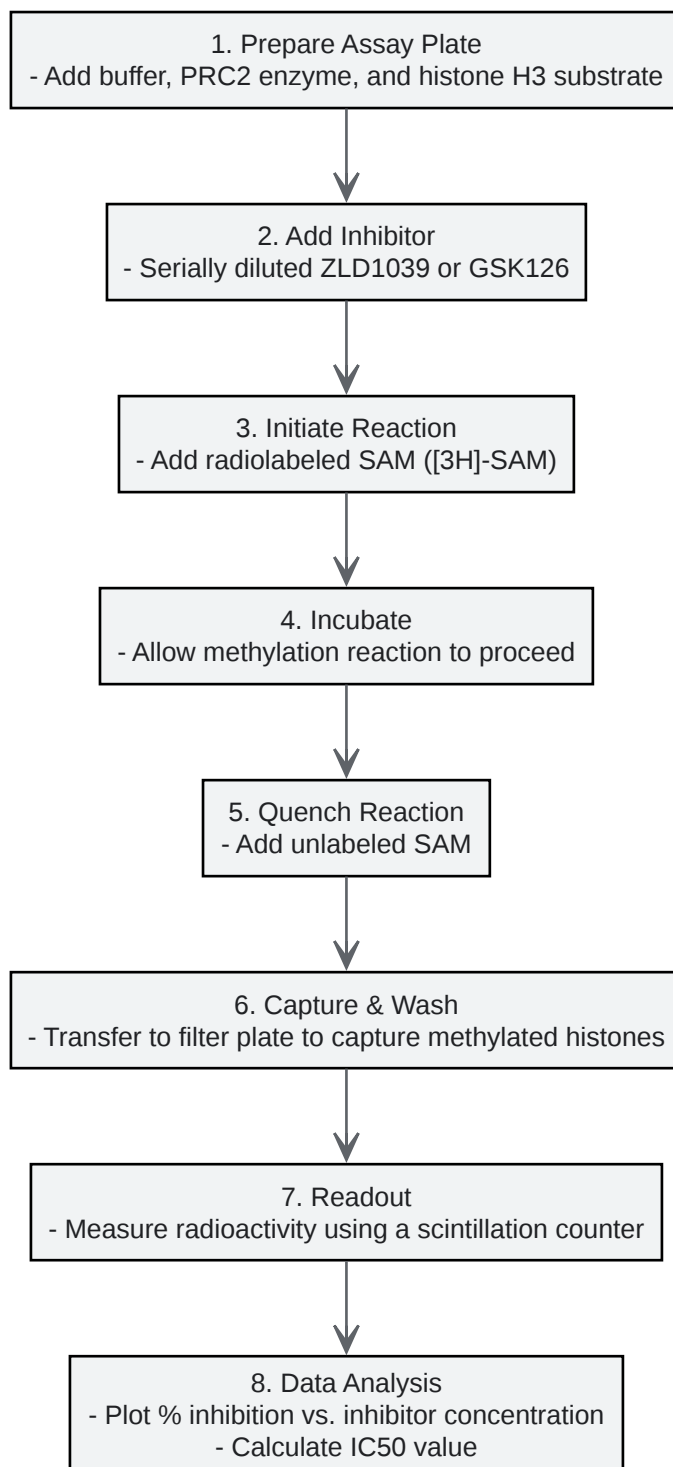 1. Prepare Assay Plate
- Add buffer, PRC2 enzyme, and histone H3 substrate
2. Add Inhibitor
- Serially diluted ZLD1039 or GSK126
3. Initiate Reaction
- Add radiolabeled SAM ([3H]-SAM)
4. Incubate
- Allow methylation reaction to proceed
5. Quench Reaction
- Add unlabeled SAM
6. Capture & Wash
- Transfer to filter plate to capture methylated histones
7. Readout
- Measure radioactivity using a scintillation counter
8. Data Analysis
- Plot % inhibition vs. inhibitor concentration
- Calculate IC50 value